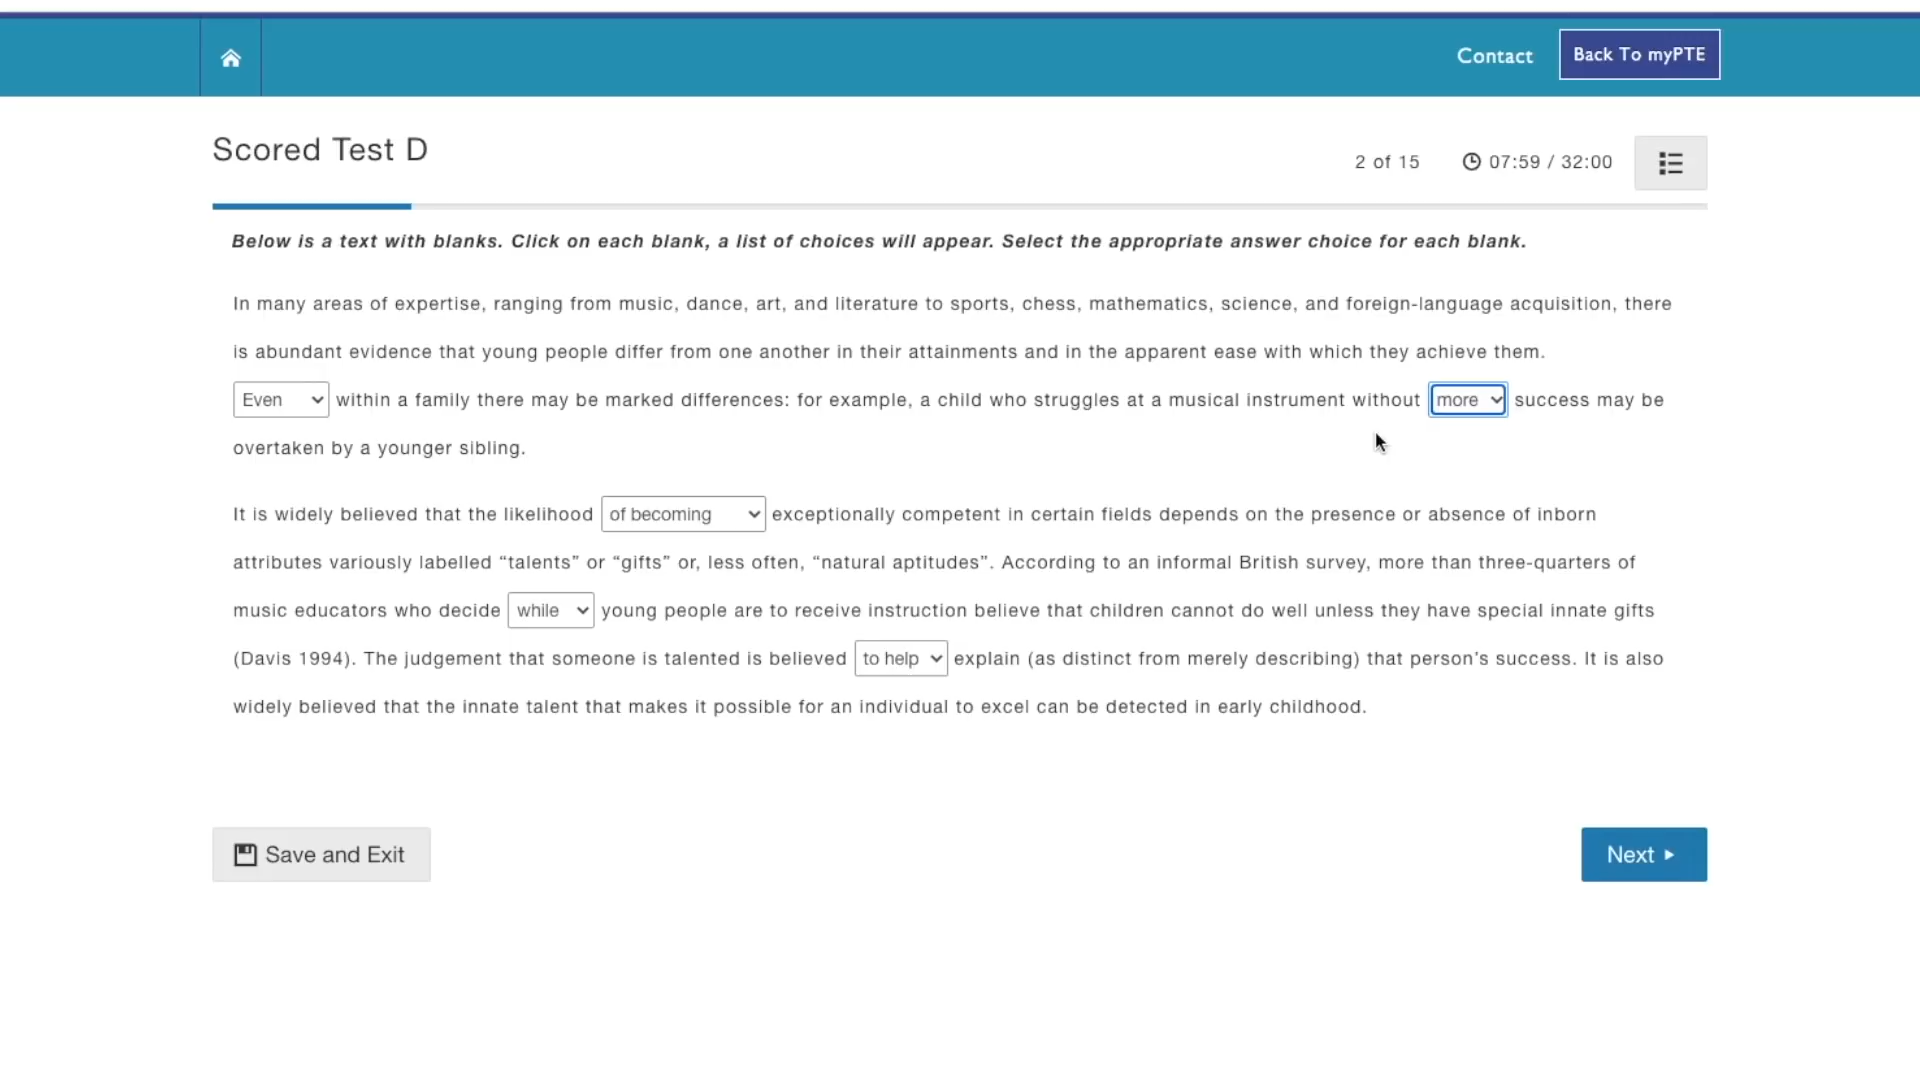 Contact
Back To myPTE
Scored Test D
2 of 15
07:59 / 32:00
Below is a text with blanks. Click on each blank, a list of choices will appear. Select the appropriate answer choice for each blank.
In many areas of expertise, ranging from music, dance, art, and literature to sports, chess, mathematics, science, and foreign-language acquisition, there
is abundant evidence that young people differ from one another in their attainments and in the apparent ease with which they achieve them.
Even within a family there may be marked differences: for example, a child who struggles at a musical instrument without more success may be
overtaken by a younger sibling.
It is widely believed that the likelihood of becoming exceptionally competent in certain fields depends on the presence or absence of inborn
attributes variously labelled “talents” or “gifts” or, less often, “natural aptitudes”. According to an informal British survey, more than three-quarters of
music educators who decide while young people are to receive instruction believe that children cannot do well unless they have special innate gifts
(Davis 1994). The judgement that someone is talented is believed to help explain (as distinct from merely describing) that person’s success. It is also
widely believed that the innate talent that makes it possible for an individual to excel can be detected in early childhood.
Save and Exit
Next